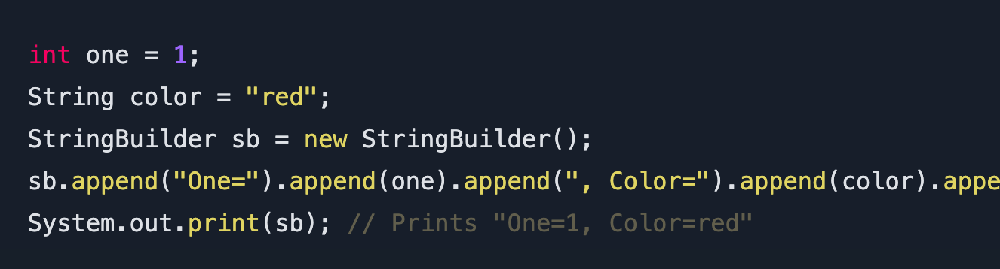 int one = 1;
String color = "red";
StringBuilder sb = new StringBuilder();
sb.append("One=").append(one).append(", Color=").append(color).appe
System.out.print(sb); // Prints "One=1, Color=red"